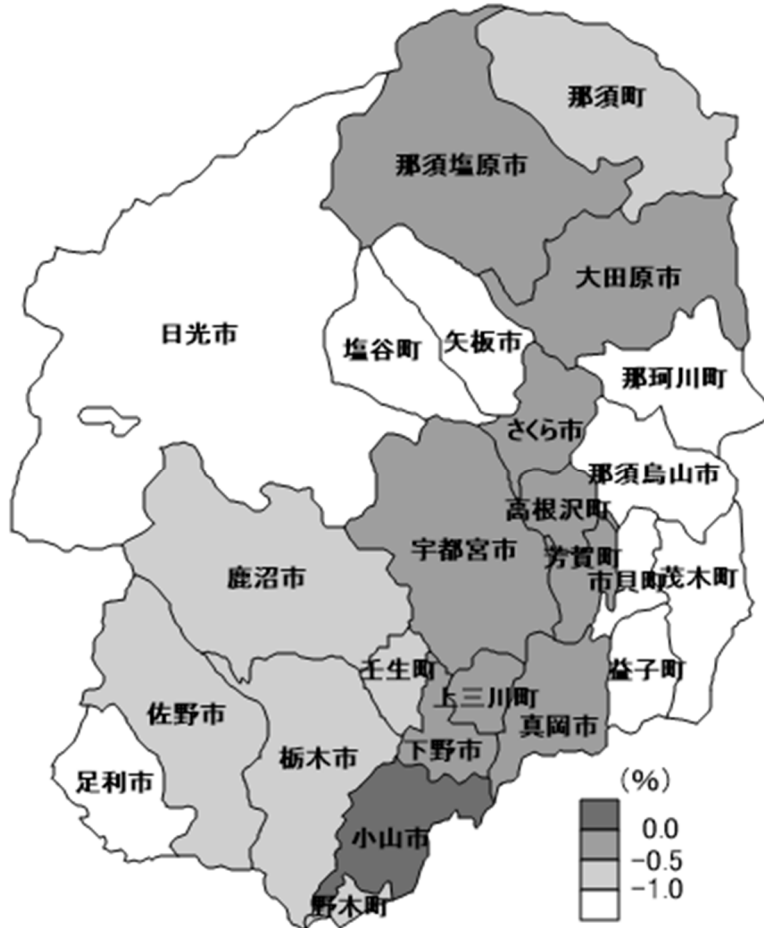 那須町
那須塩原市
大田原市
日光市
塩谷町
矢板市
那珂川町
さくら市
那須烏山市
高根沢町
宇都宮市
芳賀町
市貝町
茂木町
鹿沼市
壬生町
益子町
上三川町
佐野市
真岡市
栃木市
下野市
足利市
小山市
野木町
(%)
0.0
-0.5
-1.0